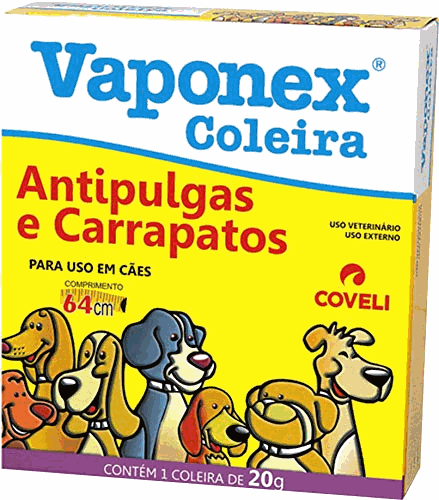 Vaponex®
Coleira
Antipulgas
e Carrapatos
USO VETERINÁRIO
USO EXTERNO
PARA USO EM CÃES
COMPRIMENTO
64cm
COVELI
CONTÉM 1 COLEIRA DE 20g